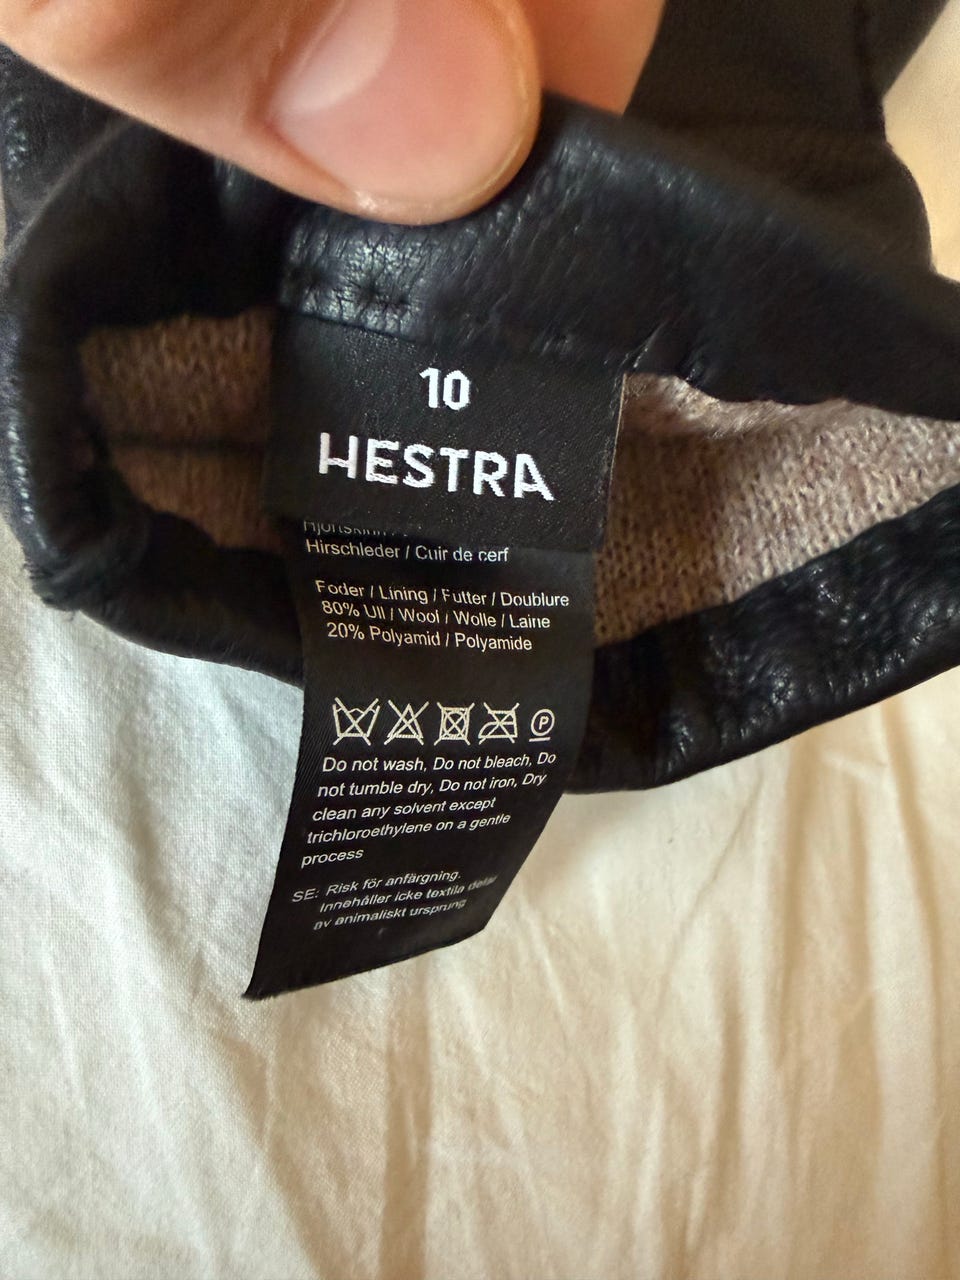 10
HESTRA
Hirschleder / Cuir de cerf
Foder / Lining / Futter / Doublure
80% Ull / Wool / Wolle / Laine
20% Polyamid / Polyamide
P
Do not wash, Do not bleach, Do
not tumble dry, Do not iron, Dry
clean any solvent except
trichloroethylene on a gentle
process
SE: Risk för anfärgning.
Innehåller icke textila delar
av animaliskt ursprung